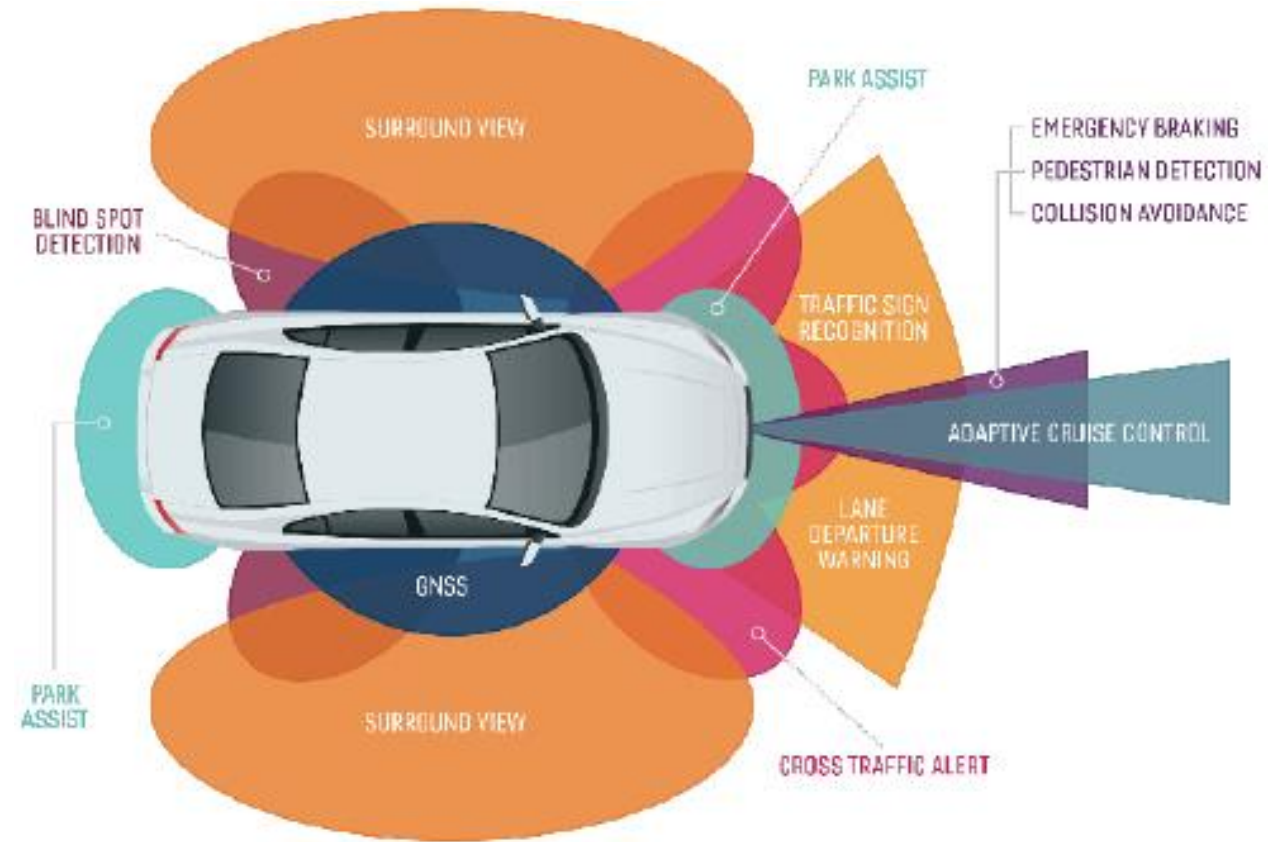 SURROUND VIEW
PARK ASSIST
EMERGENCY BRAKING
PEDESTRIAN DETECTION
COLLISION AVOIDANCE
BLIND SPOT
DETECTION
TRAFFIC SIGN
RECOGNITION
ADAPTIVE CRUISE CONTROL
LANE
DEPARTURE
WARNING
GNSS
PARK
ASSIST
SURROUND VIEW
CROSS TRAFFIC ALERT